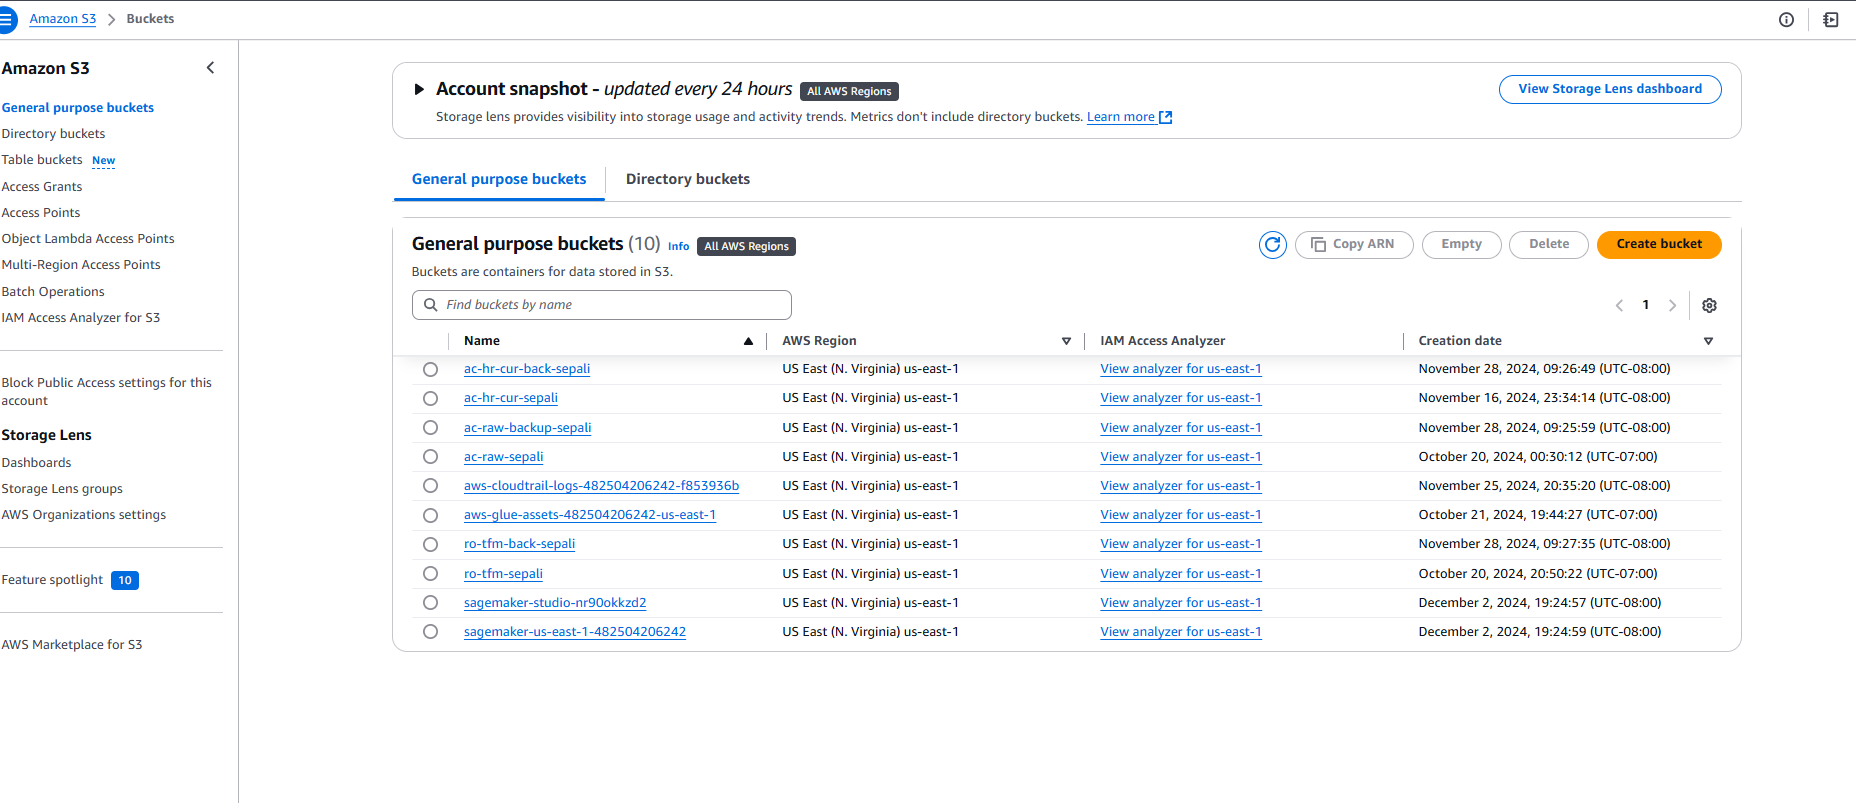 Amazon S3 > Buckets
Amazon S3
General purpose buckets
Directory buckets
Table buckets New
Access Grants
Access Points
Object Lambda Access Points
Multi-Region Access Points
Batch Operations
IAM Access Analyzer for S3
Block Public Access settings for this
account
Storage Lens
Dashboards
Storage Lens groups
AWS Organizations settings
Feature spotlight 10
AWS Marketplace for S3
Account snapshot - updated every 24 hours All AWS Regions
View Storage Lens dashboard
Storage lens provides visibility into storage usage and activity trends. Metrics don't include directory buckets. Learn more
General purpose buckets Directory buckets
General purpose buckets (10) Info All AWS Regions
Copy ARN Empty Delete Create bucket
Buckets are containers for data stored in S3.
Find buckets by name
1
Name AWS Region IAM Access Analyzer Creation date
ac-hr-cur-back-sepali US East (N. Virginia) us-east-1 View analyzer for us-east-1 November 28, 2024, 09:26:49 (UTC-08:00)
ac-hr-cur-sepali US East (N. Virginia) us-east-1 View analyzer for us-east-1 November 16, 2024, 23:34:14 (UTC-08:00)
ac-raw-backup-sepali US East (N. Virginia) us-east-1 View analyzer for us-east-1 November 28, 2024, 09:25:59 (UTC-08:00)
ac-raw-sepali US East (N. Virginia) us-east-1 View analyzer for us-east-1 October 20, 2024, 00:30:12 (UTC-07:00)
aws-cloudtrail-logs-482504206242-f853936b US East (N. Virginia) us-east-1 View analyzer for us-east-1 November 25, 2024, 20:35:20 (UTC-08:00)
aws-glue-assets-482504206242-us-east-1 US East (N. Virginia) us-east-1 View analyzer for us-east-1 October 21, 2024, 19:44:27 (UTC-07:00)
ro-tfm-back-sepali US East (N. Virginia) us-east-1 View analyzer for us-east-1 November 28, 2024, 09:27:35 (UTC-08:00)
ro-tfm-sepali US East (N. Virginia) us-east-1 View analyzer for us-east-1 October 20, 2024, 20:50:22 (UTC-07:00)
sagemaker-studio-nr90okkzd2 US East (N. Virginia) us-east-1 View analyzer for us-east-1 December 2, 2024, 19:24:57 (UTC-08:00)
sagemaker-us-east-1-482504206242 US East (N. Virginia) us-east-1 View analyzer for us-east-1 December 2, 2024, 19:24:59 (UTC-08:00)